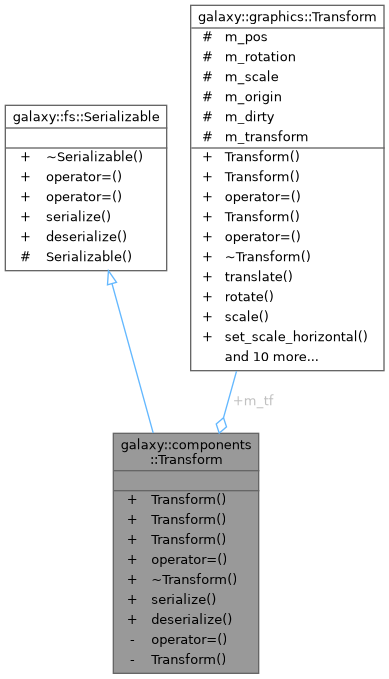 galaxy::graphics::Transform
# m_pos
# m_rotation
# m_scale
# m_origin
# m_dirty
# m_transform
+ Transform()
+ Transform()
+ operator=()
+ Transform()
+ operator=()
+ ~Transform()
+ translate()
+ rotate()
+ scale()
+ set_scale_horizontal()
and 10 more...
galaxy::fs::Serializable
+ ~Serializable()
+ operator=()
+ operator=()
+ serialize()
+ deserialize()
# Serializable()
+m_tf
galaxy::components
::Transform
+ Transform()
+ Transform()
+ Transform()
+ operator=()
+ ~Transform()
+ serialize()
+ deserialize()
- operator=()
- Transform()